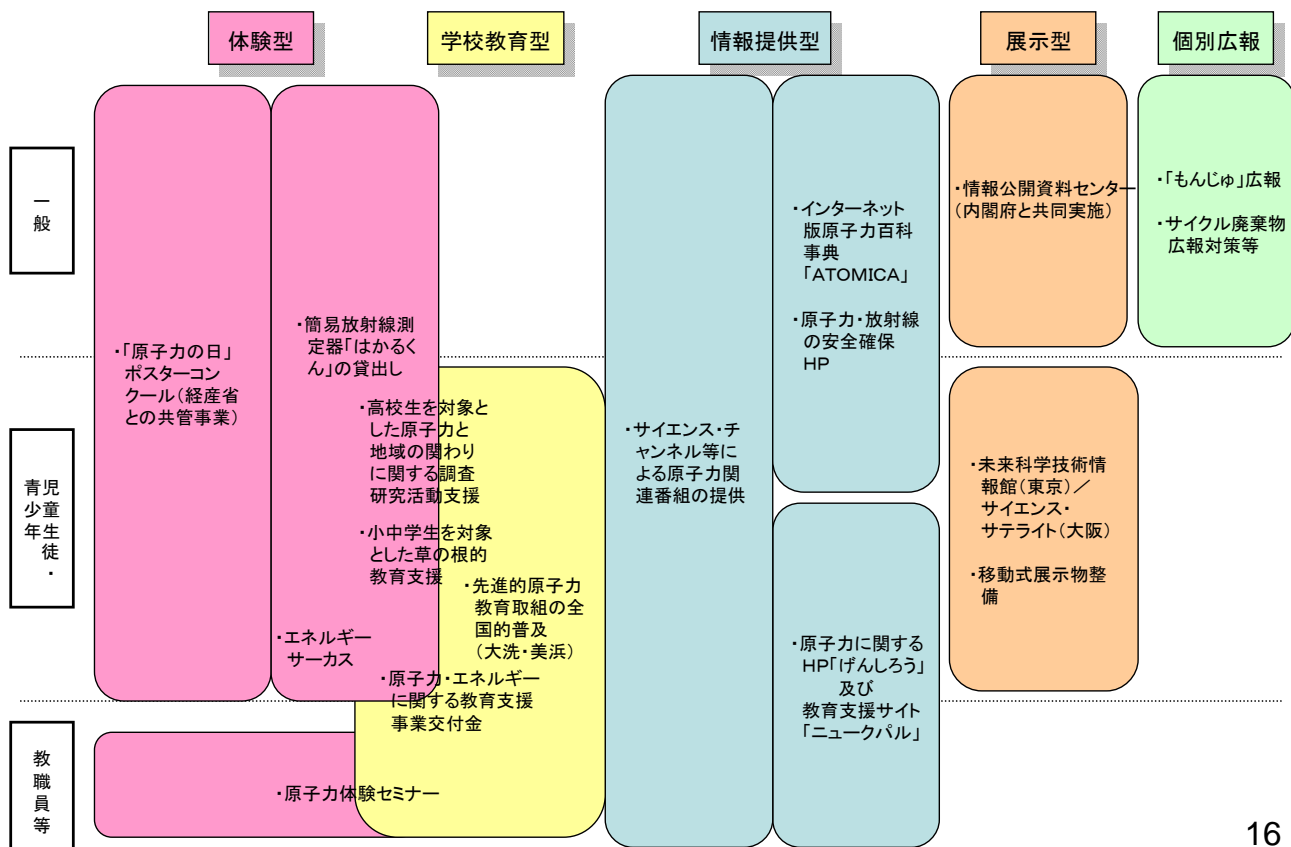 体験型
学校教育型
情報提供型
展示型
個別広報
一般
児童生徒・
青少年
教職員等
・「原子力の日」
ポスターコン
クール(経産省
との共管事業)
・簡易放射線測
定器「はかるく
ん」の貸出し
・エネルギー
サーカス
・高校生を対象と
した原子力と
地域の関わり
に関する調査
研究活動支援
・小中学生を対象
とした草の根的
教育支援
・先進的原子力
教育取組の全
国的普及
(大洗・美浜)
・原子力・エネルギー
に関する教育支援
事業交付金
・原子力体験セミナー
・サイエンス・チ
ャンネル等に
よる原子力関
連番組の提供
・インターネット
版原子力百科
事典
「ATOMICA」
・原子力・放射線
の安全確保
HP
・原子力に関する
HP「げんしろう」
及び
教育支援サイト
「ニュークパル」
・情報公開資料センター
(内閣府と共同実施)
・未来科学技術情
報館(東京)/
サイエンス・
サテライト(大阪)
・移動式展示物整
備
・「もんじゅ」広報
・サイクル廃棄物
広報対策等
16